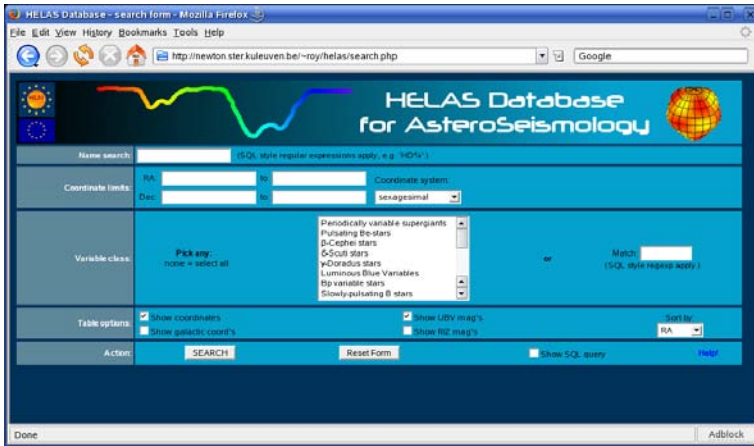 HELAS Database - search form - Mozilla Firefox
File Edit View History Bookmarks Tools Help
http://newton.ster.kuleuven.be/~roy/helas/search.php
Google
HELAS
HELAS Database
for AsteroSeismology
Name search:
(SQL style regular expressions apply, e.g. 'HD%')
Coordinate limits:
RA: to: Coordinate system:
Dec: to: sexagesimal
Variable class:
Pick any:
none = select all
Periodically variable supergiants
Pulsating Be-stars
β-Cephei stars
δ-Scuti stars
γ-Doradus stars
Luminous Blue Variables
Bp variable stars
Slowly-pulsating B stars
or
Match:
(SQL style regexp apply.)
Table options:
Show coordinates Show UBV mag's Sort by:
Show galactic coord's Show RIZ mag's RA
Action: SEARCH Reset Form Show SQL query Help!
Done Adblock